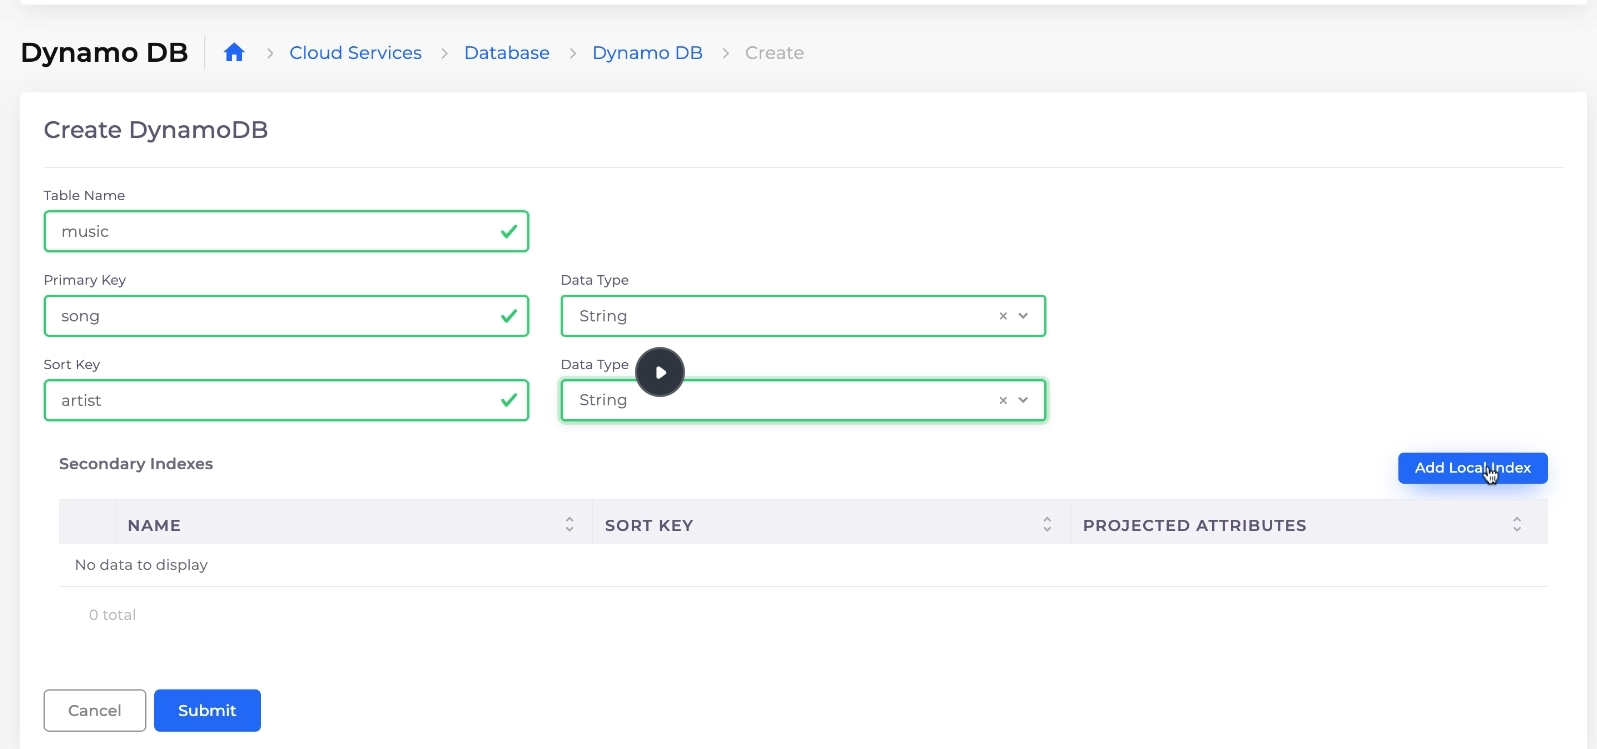 Dynamo DB
Cloud Services > Database > Dynamo DB > Create
Create DynamoDB
Table Name
music
Primary Key
Data Type
song
String
Sort Key
Data Type
artist
String
Secondary Indexes
Add Local Index
NAME
SORT KEY
PROJECTED ATTRIBUTES
No data to display
0 total
Cancel
Submit